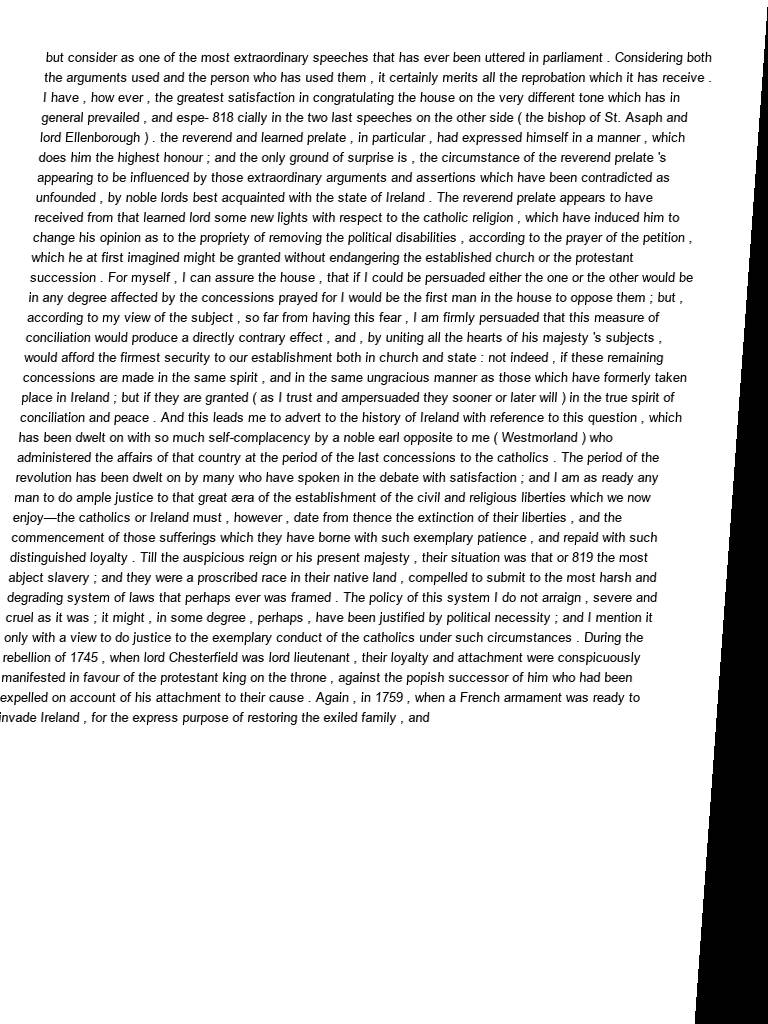 but consider as one of the most extraordinary speeches that has ever been uttered in parliament . Considering both
the arguments used and the person who has used them , it certainly merits all the reprobation which it has receive .
I have , how ever , the greatest satisfaction in congratulating the house on the very different tone which has in
general prevailed , and espe- 818 cially in the two last speeches on the other side ( the bishop of St. Asaph and
lord Ellenborough ) . the reverend and learned prelate , in particular , had expressed himself in a manner , which
does him the highest honour ; and the only ground of surprise is , the circumstance of the reverend prelate 's
appearing to be influenced by those extraordinary arguments and assertions which have been contradicted as
unfounded , by noble lords best acquainted with the state of Ireland . The reverend prelate appears to have
received from that learned lord some new lights with respect to the catholic religion , which have induced him to
change his opinion as to the propriety of removing the political disabilities , according to the prayer of the petition ,
which he at first imagined might be granted without endangering the established church or the protestant
succession . For myself , I can assure the house , that if I could be persuaded either the one or the other would be
in any degree affected by the concessions prayed for I would be the first man in the house to oppose them ; but ,
according to my view of the subject , so far from having this fear , I am firmly persuaded that this measure of
conciliation would produce a directly contrary effect , and , by uniting all the hearts of his majesty 's subjects ,
would afford the firmest security to our establishment both in church and state : not indeed , if these remaining
concessions are made in the same spirit , and in the same ungracious manner as those which have formerly taken
place in Ireland ; but if they are granted ( as I trust and ampersuaded they sooner or later will ) in the true spirit of
conciliation and peace . And this leads me to advert to the history of Ireland with reference to this question , which
has been dwelt on with so much self-complacency by a noble earl opposite to me ( Westmorland ) who
administered the affairs of that country at the period of the last concessions to the catholics . The period of the
revolution has been dwelt on by many who have spoken in the debate with satisfaction ; and I am as ready any
man to do ample justice to that great æra of the establishment of the civil and religious liberties which we now
enjoy—the catholics or Ireland must , however , date from thence the extinction of their liberties , and the
commencement of those sufferings which they have borne with such exemplary patience , and repaid with such
distinguished loyalty . Till the auspicious reign or his present majesty , their situation was that or 819 the most
abject slavery ; and they were a proscribed race in their native land , compelled to submit to the most harsh and
degrading system of laws that perhaps ever was framed . The policy of this system I do not arraign , severe and
cruel as it was ; it might , in some degree , perhaps , have been justified by political necessity ; and I mention it
only with a view to do justice to the exemplary conduct of the catholics under such circumstances . During the
rebellion of 1745 , when lord Chesterfield was lord lieutenant , their loyalty and attachment were conspicuously
manifested in favour of the protestant king on the throne , against the popish successor of him who had been
expelled on account of his attachment to their cause . Again , in 1759 , when a French armament was ready to
invade Ireland , for the express purpose of restoring the exiled family , and